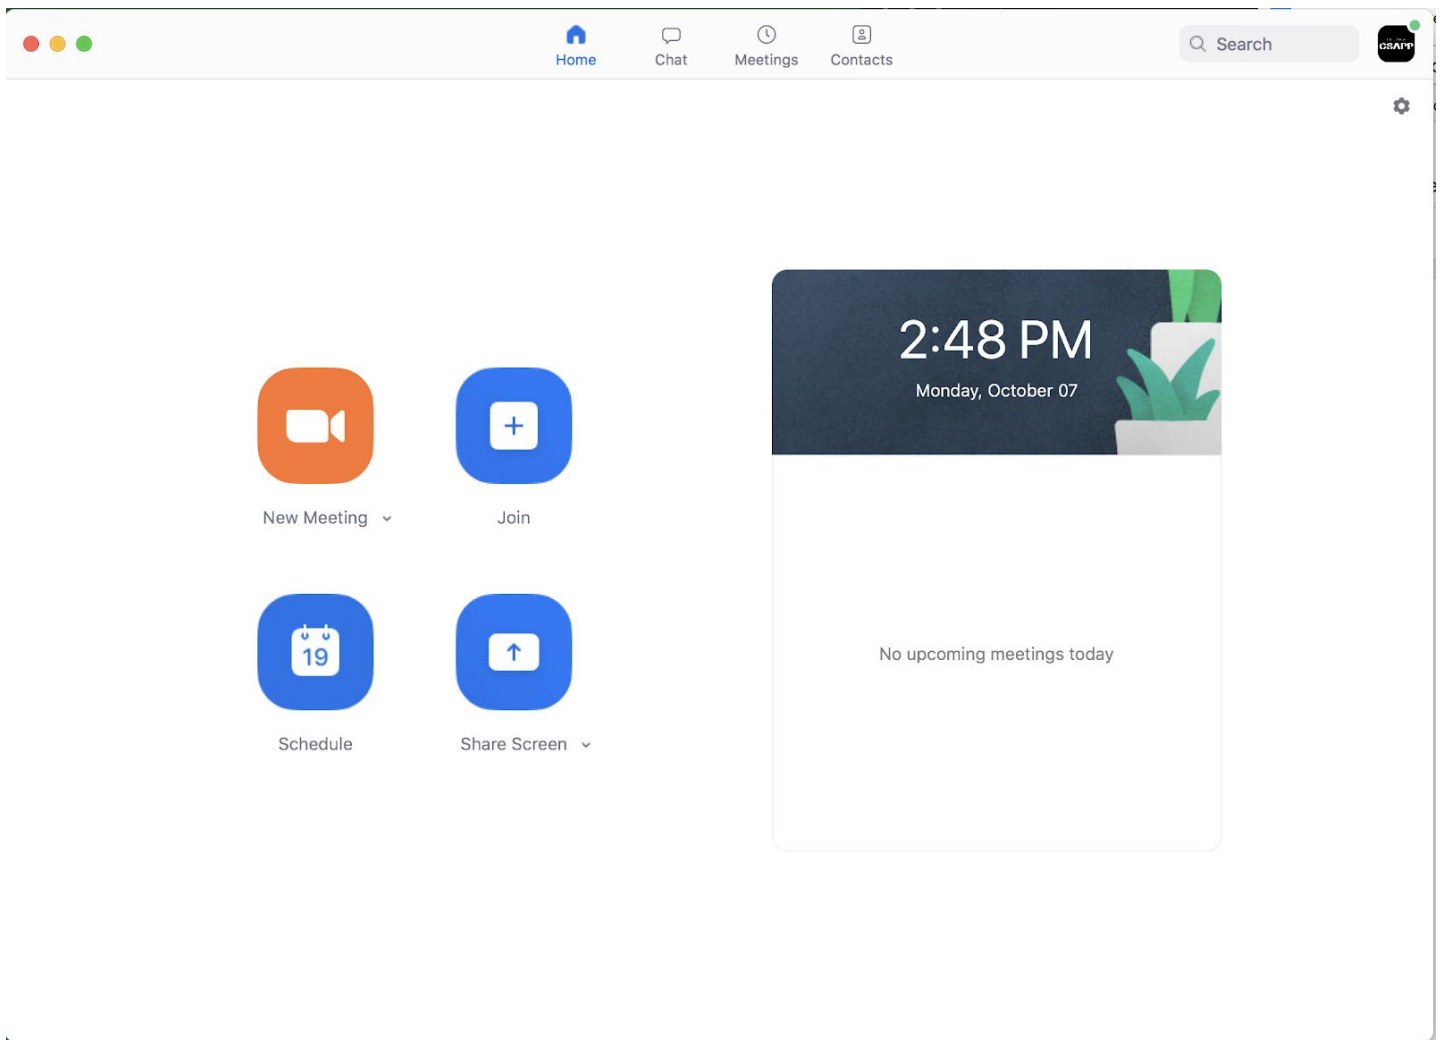 Home
Chat
Meetings
Contacts
Search
GSAPP
2:48 PM
Monday, October 07
New Meeting
Join
19
Schedule
Share Screen
No upcoming meetings today